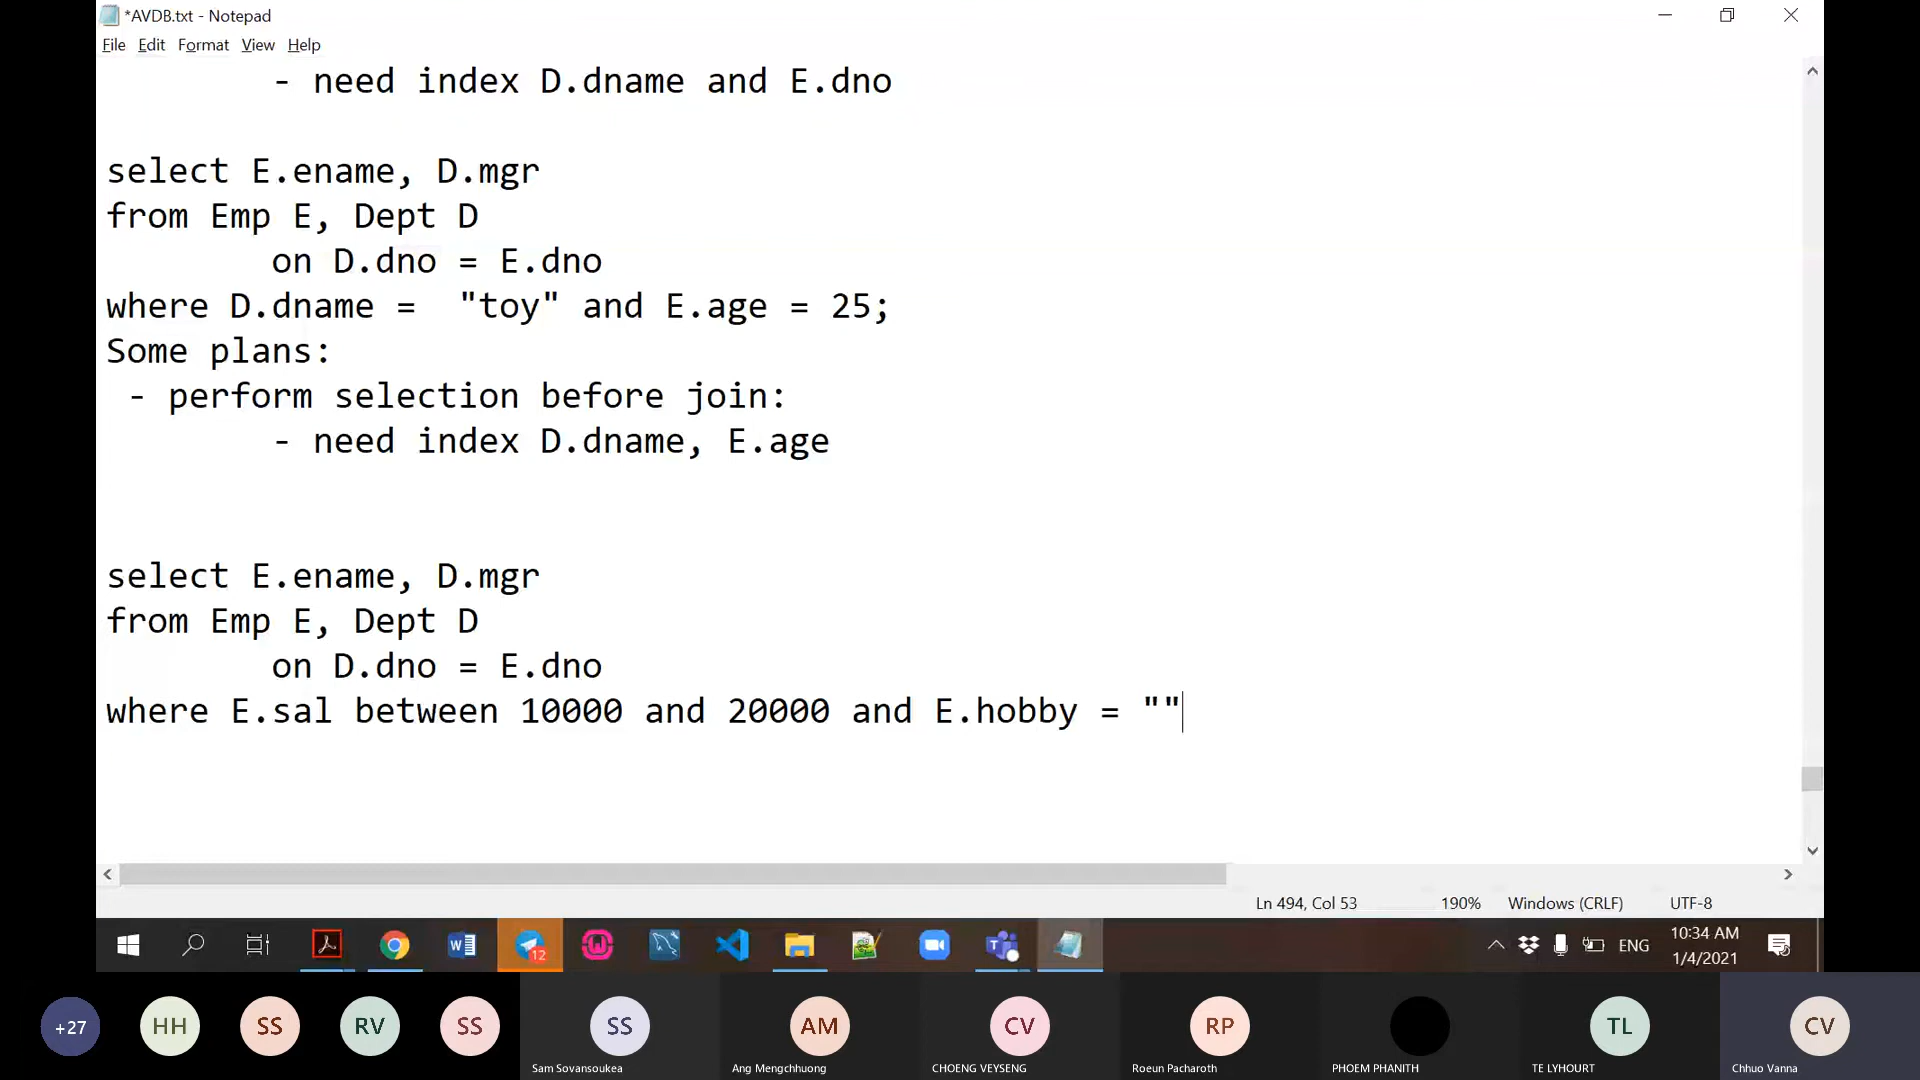 *AVDB.txt - Notepad
File Edit Format View Help
- need index D.dname and E.dno
select E.ename, D.mgr
from Emp E, Dept D
on D.dno = E.dno
where D.dname =  "toy" and E.age = 25;
Some plans:
- perform selection before join:
- need index D.dname, E.age
select E.ename, D.mgr
from Emp E, Dept D
on D.dno = E.dno
where E.sal between 10000 and 20000 and E.hobby = ""
Ln 494, Col 53 190% Windows (CRLF) UTF-8
12
ENG
10:34 AM
1/4/2021
+27 HH SS RV SS SS AM CV RP TL CV
Sam Sovansoukea Ang Mengchhuong CHOENG VEYSENG Roeun Pacharoth PHOEM PHANITH TE LYHOURT Chhuo Vanna